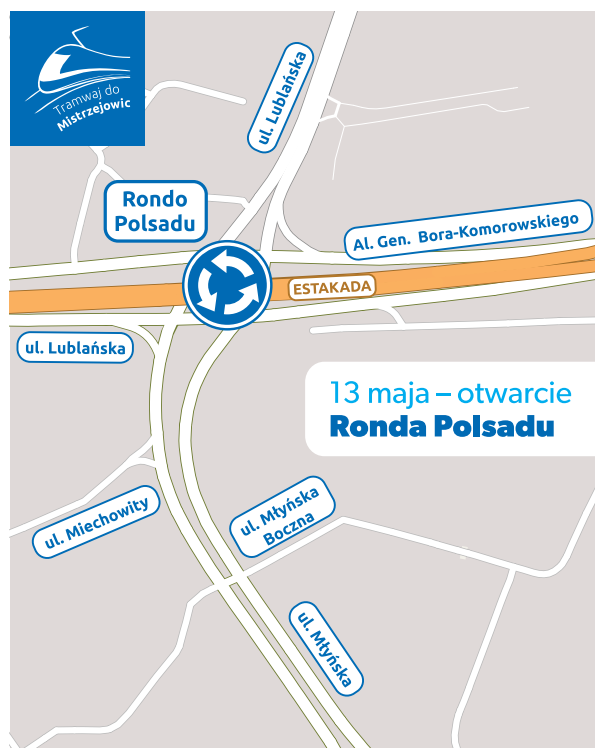 Tramwaj do
Mistrzejowic
ul. Lublańska
Rondo
Polsadu
Al. Gen. Bora-Komorowskiego
ESTAKADA
ul. Lublańska
13 maja – otwarcie
Ronda Polsadu
ul. Miechowity
ul. Młyńska
Boczna
ul. Młyńska